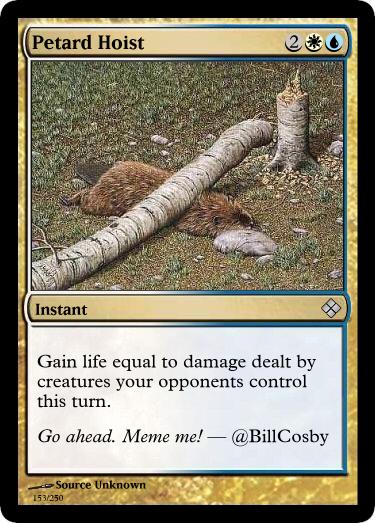 Petard Hoist 2
Instant
Gain life equal to damage dealt by
creatures your opponents control
this turn.
Go ahead. Meme me! — @BillCosby
Source Unknown
153/250